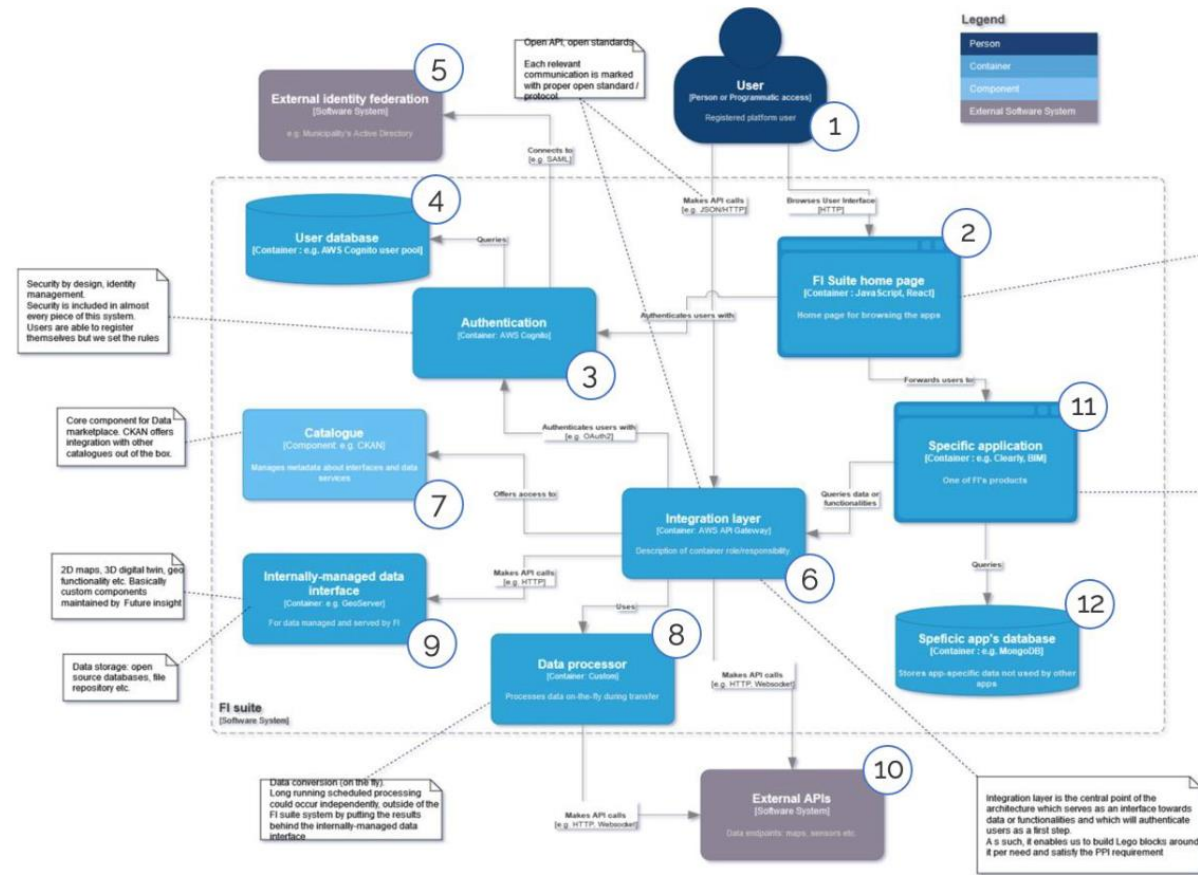 Legend
Person
Container
Component
External Software System
User
[Person or Programmatic access]
Registered platform user
1
Open API, open standards
Each relevant
communication is marked
with proper open standard /
protocol.
5
External identity federation
[Software System]
e.g. Municipality's Active Directory
Connects to
[e.g. SAML]
Makes API calls
[e.g. JSON/HTTP]
Browses User Interface
[HTTP]
4
User database
[Container : e.g. AWS Cognito user pool]
Queries
2
FI Suite home page
[Container : JavaScript, React]
Home page for browsing the apps
Security by design, identity
management.
Security is included in almost
every piece of this system.
Users are able to register
themselves but we set the rules
Authentication
[Container: AWS Cognito]
3
Authenticates users with
Forwards users to
11
Specific application
[Container : e.g. Clearly, BIM]
One of FI's products
Core component for Data
marketplace. CKAN offers
integration with other
catalogues out of the box.
Catalogue
[Component: e.g. CKAN]
Manages metadata about interfaces and data
services
7
Authenticates users with
[e.g. OAuth2]
Offers access to
Queries data or
functionalities
Integration layer
[Container: AWS API Gateway]
Description of container role/responsibility
6
2D maps, 3D digital twin, geo
functionality etc. Basically
custom components
maintained by Future insight
Internally-managed data
interface
[Container: e.g. GeoServer]
For data managed and served by FI
9
Makes API calls
[e.g. HTTP]
Uses
Queries
12
Speficic app's database
[Container : e.g. MongoDB]
Stores app-specific data not used by other
apps
Data storage: open
source databases, file
repository etc.
8
Data processor
[Container: Custom]
Processes data on-the-fly during transfer
Makes API calls
[e.g. HTTP, Websocket]
FI suite
[Software System]
Data conversion (on the fly).
Long running scheduled processing
could occur independently, outside of the
FI suite system by putting the results
behind the internally-managed data
interface
Makes API calls
[e.g. HTTP, Websocket]
10
External APIs
[Software System]
Data endpoints: maps, sensors etc
Integration layer is the central point of the
architecture which serves as an interface towards
data or functionalities and which will authenticate
users as a first step.
A s such, it enables us to build Lego blocks around
it per need and satisfy the PPI requirement